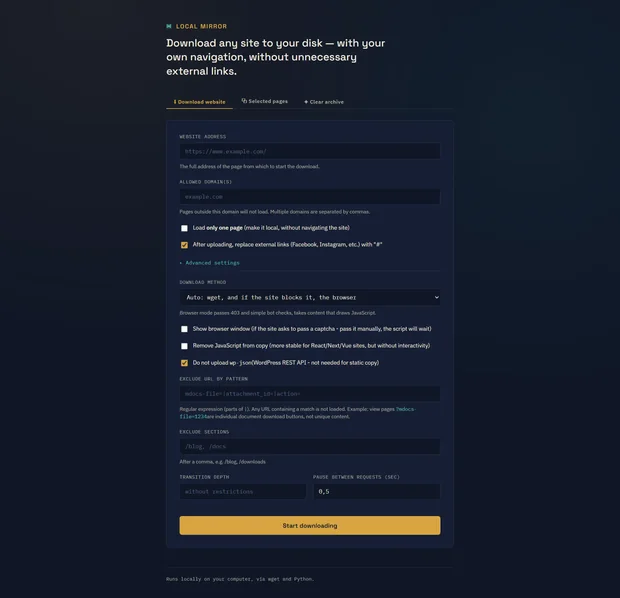 LOCAL MIRROR
Download any site to your disk — with your
own navigation, without unnecessary
external links.
Download website
Selected pages
Clear archive
WEBSITE ADDRESS
https://www.example.com/
The full address of the page from which to start the download.
ALLOWED DOMAIN(S)
example.com
Pages outside this domain will not load. Multiple domains are separated by commas.
Load only one page (make it local, without navigating the site)
After uploading, replace external links (Facebook, Instagram, etc.) with "#"
Advanced settings
DOWNLOAD METHOD
Auto: wget, and if the site blocks it, the browser
Browser mode passes 403 and simple bot checks, takes content that draws JavaScript.
Show browser window (if the site asks to pass a captcha - pass it manually, the script will wait)
Remove JavaScript from copy (more stable for React/Next/Vue sites, but without interactivity)
Do not upload wp-json(WordPress REST API - not needed for static copy)
EXCLUDE URL BY PATTERN
mdocs-file=|attachment_id=|action=
Regular expression (parts of |). Any URL containing a match is not loaded. Example: view pages ?mdocs-
file=1234are individual document download buttons, not unique content.
EXCLUDE SECTIONS
/blog, /docs
After a comma, e.g. /blog, /downloads
TRANSITION DEPTH
PAUSE BETWEEN REQUESTS (SEC)
without restrictions
0,5
Start downloading
Runs locally on your computer, via wget and Python.